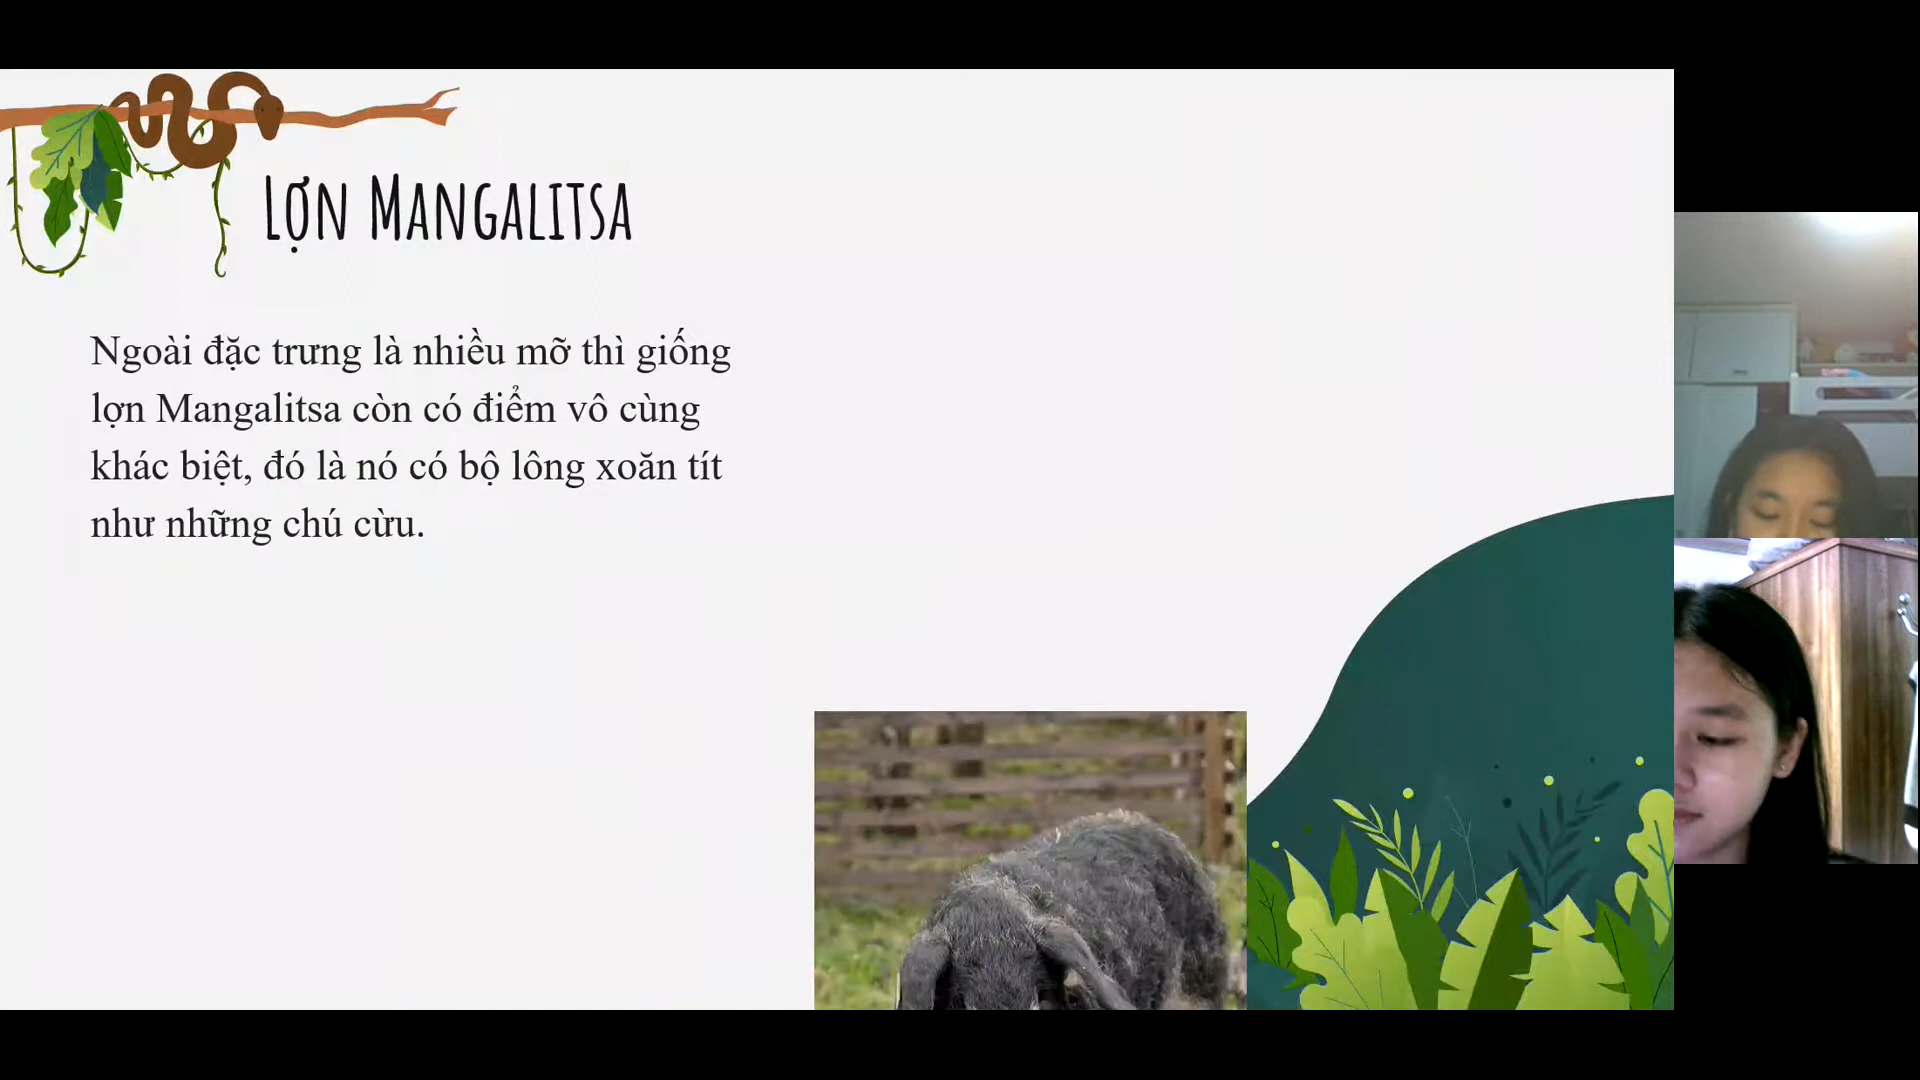 LỢN MANGALITSA
Ngoài đặc trưng là nhiều mỡ thì giống
lợn Mangalitsa còn có điểm vô cùng
khác biệt, đó là nó có bộ lông xoăn tít
như những chú cừu.